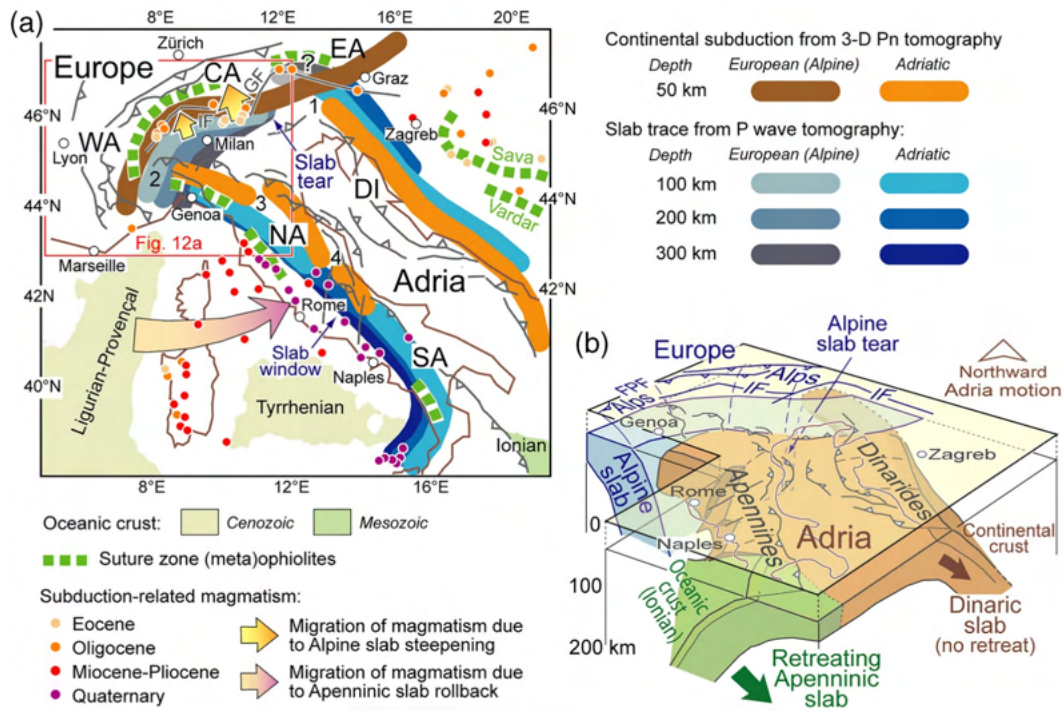 (a)
8°E
12°E
16°E
20°E
Zürich
Europe
EA
?
CA
GF
Graz
46°N
46°N
1
IF
Milan
Zagreb
WA
Lyon
Slab
tear
Sava
2
DI
44°N
Genoa
3
Vardar
44°N
Fig. 12a
NA
Marseille
4
Adria
42°N
42°N
Rome
Ligurian-Provençal
Slab
window
SA
Naples
40°N
Tyrrhenian
Ionian
8°E
12°E
16°E
Oceanic crust:
Cenozoic
Mesozoic
Suture zone (meta)ophiolites
Subduction-related magmatism:
Eocene
Oligocene
Miocene-Pliocene
Quaternary
Migration of magmatism due
to Alpine slab steepening
Migration of magmatism due
to Apenninic slab rollback
Continental subduction from 3-D Pn tomography
Depth
European (Alpine)
Adriatic
50 km
Slab trace from P wave tomography:
Depth
European (Alpine)
Adriatic
100 km
200 km
300 km
(b)
Europe
Alpine
slab tear
Northward
Adria motion
Alps
IF
IF
FPF
Alps
Genoa
Zagreb
Alpine
slab
Dinarides
Rome
Apennines
0
Naples
Adria
Continental
crust
100
Oceanic
crust
(Ionian)
200 km
Dinaric
slab
(no retreat)
Retreating
Apenninic
slab